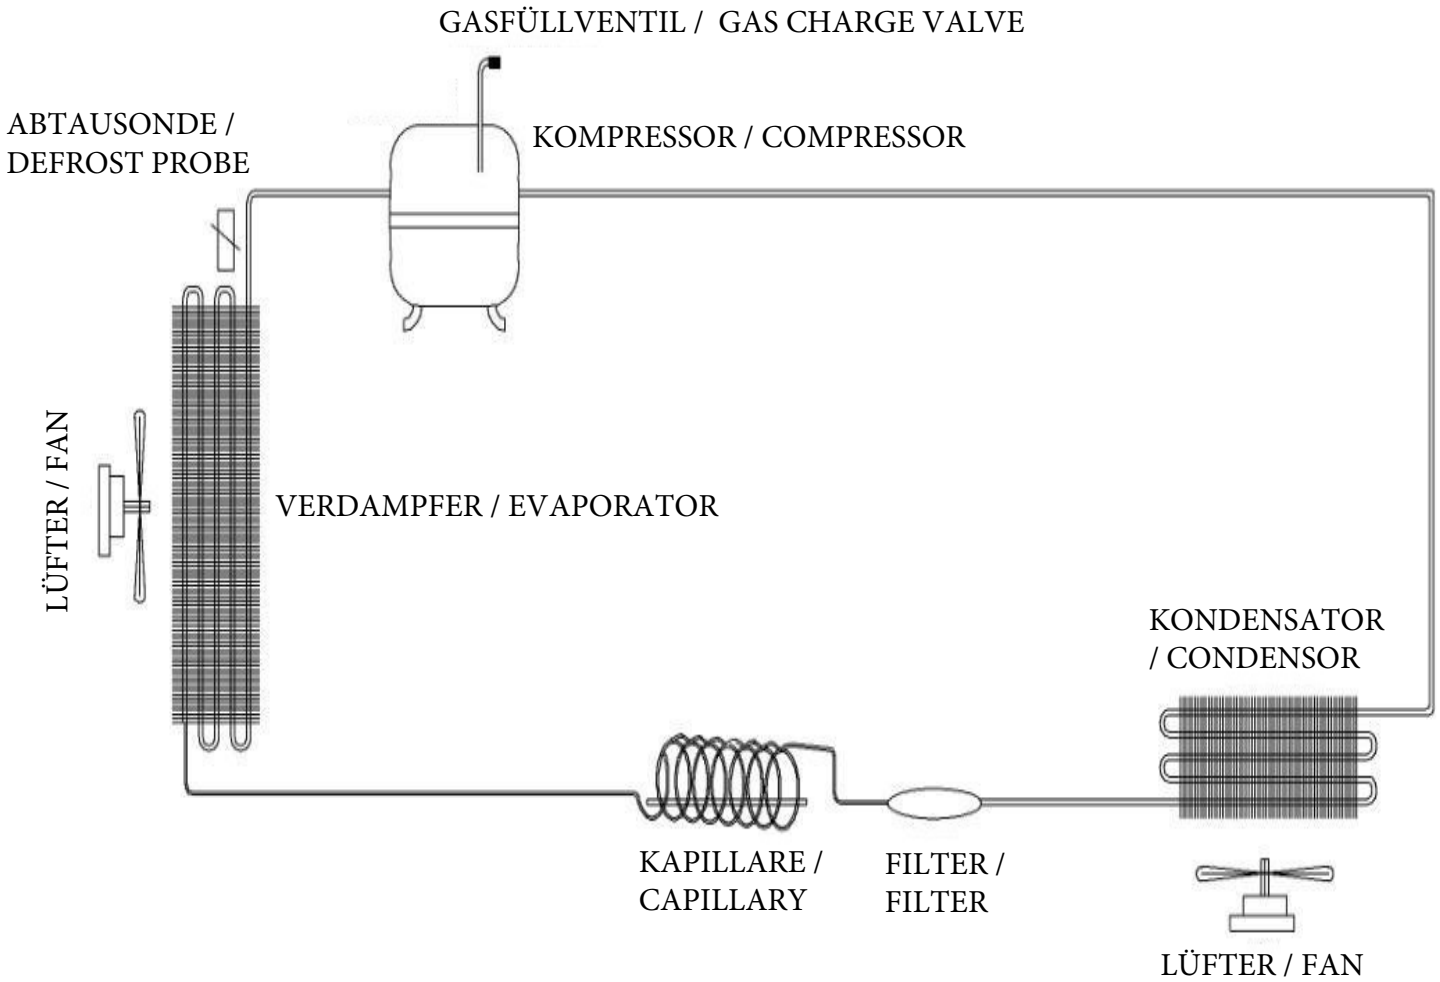 GASFÜLLVENTIL / GAS CHARGE VALVE
ABTAUSONDE /
DEFROST PROBE
KOMPRESSOR / COMPRESSOR
LÜFTER / FAN
VERDAMPFER / EVAPORATOR
KONDENSATOR
/ CONDENSOR
KAPILLARE /
CAPILLARY
FILTER /
FILTER
LÜFTER / FAN